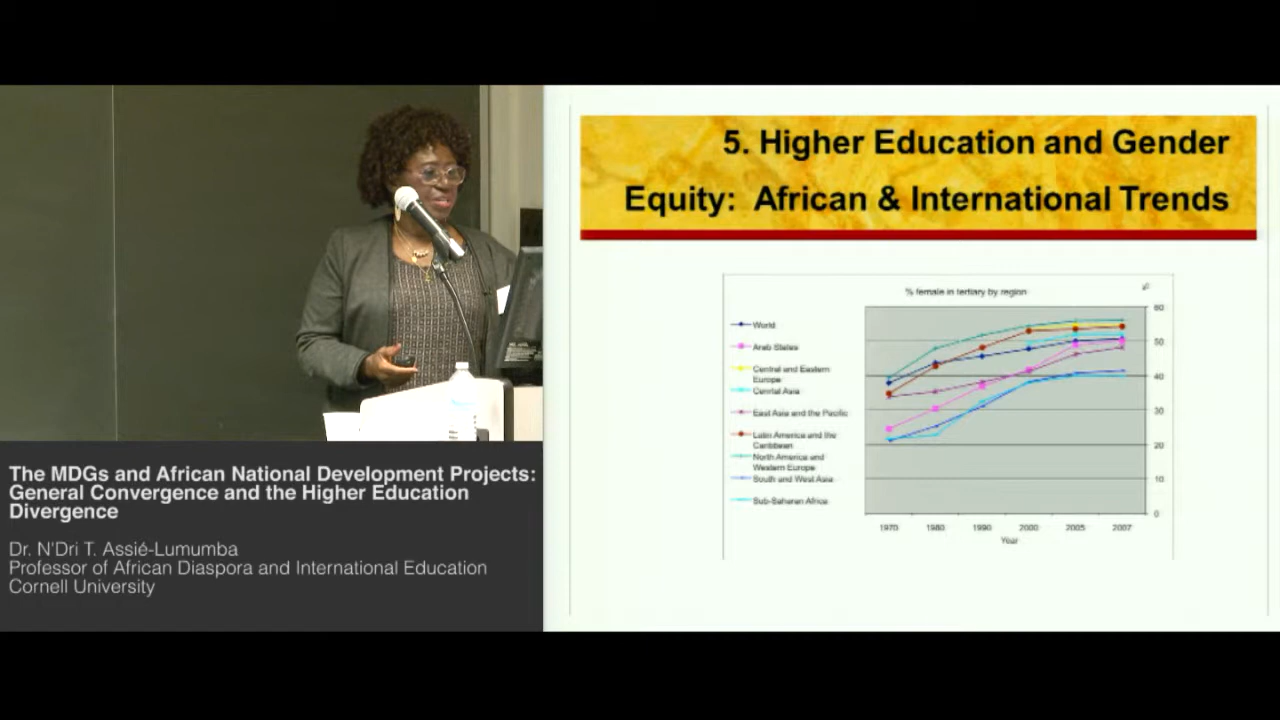 5. Higher Education and Gender
Equity: African & International Trends
% female in tertiary by region
%
World
Arab States
Central and Eastern
Europe
Central Asia
East Asia and the Pacific
Latin America and the
Caribbean
North America and
Western Europe
South and West Asia
Sub-Saharan Africa
60
50
40
30
20
10
0
1970
1980
1990
2000
2005
2007
Year
The MDGs and African National Development Projects:
General Convergence and the Higher Education
Divergence
Dr. N'Dri T. Assié-Lumumba
Professor of African Diaspora and International Education
Cornell University